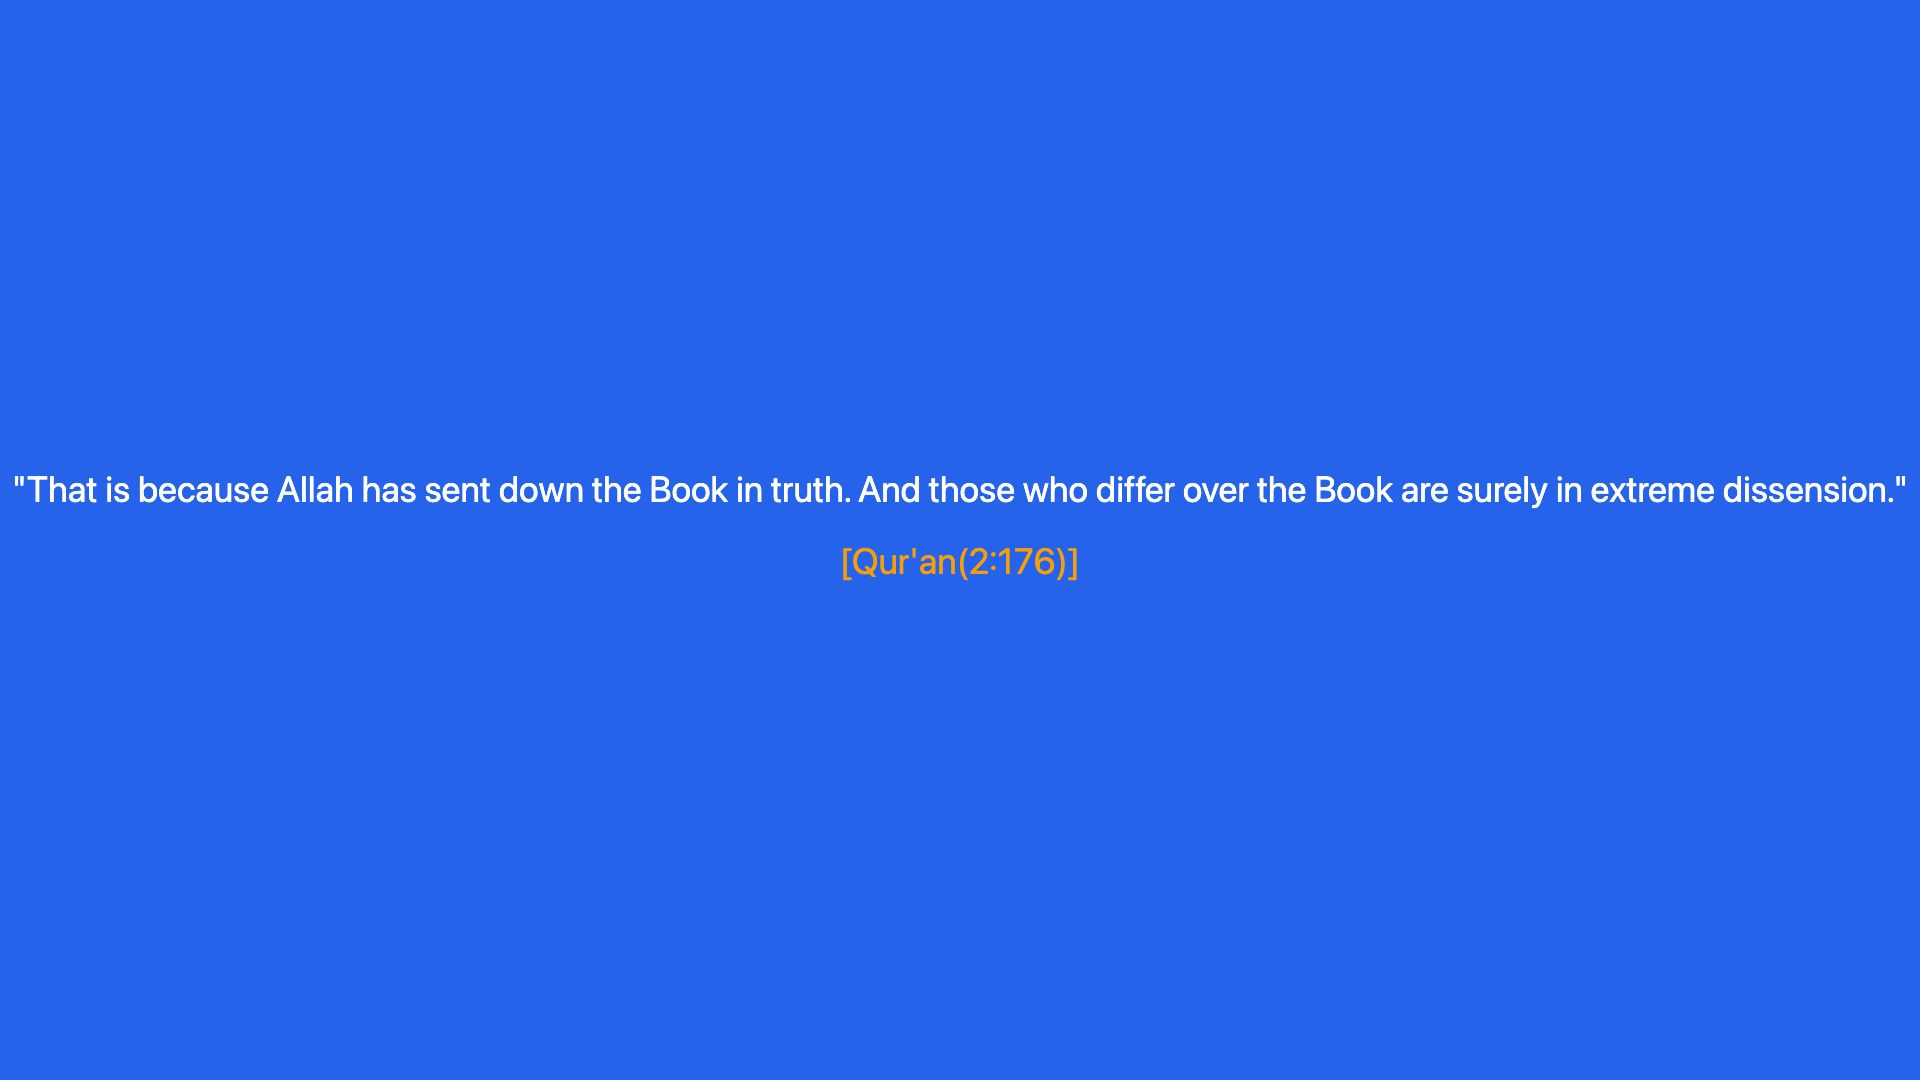 "That is because Allah has sent down the Book in truth. And those who differ over the Book are surely in extreme dissension."
[Qur'an(2:176)]